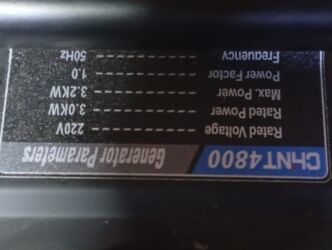 CHNT4800 Generator Parameters
Rated Voltage ------------ 220V
Rated Power ------------ 3.0KW
Max. Power ------------ 3.2KW
Power Factor ------------ 1.0
Frequency ------------ 50Hz